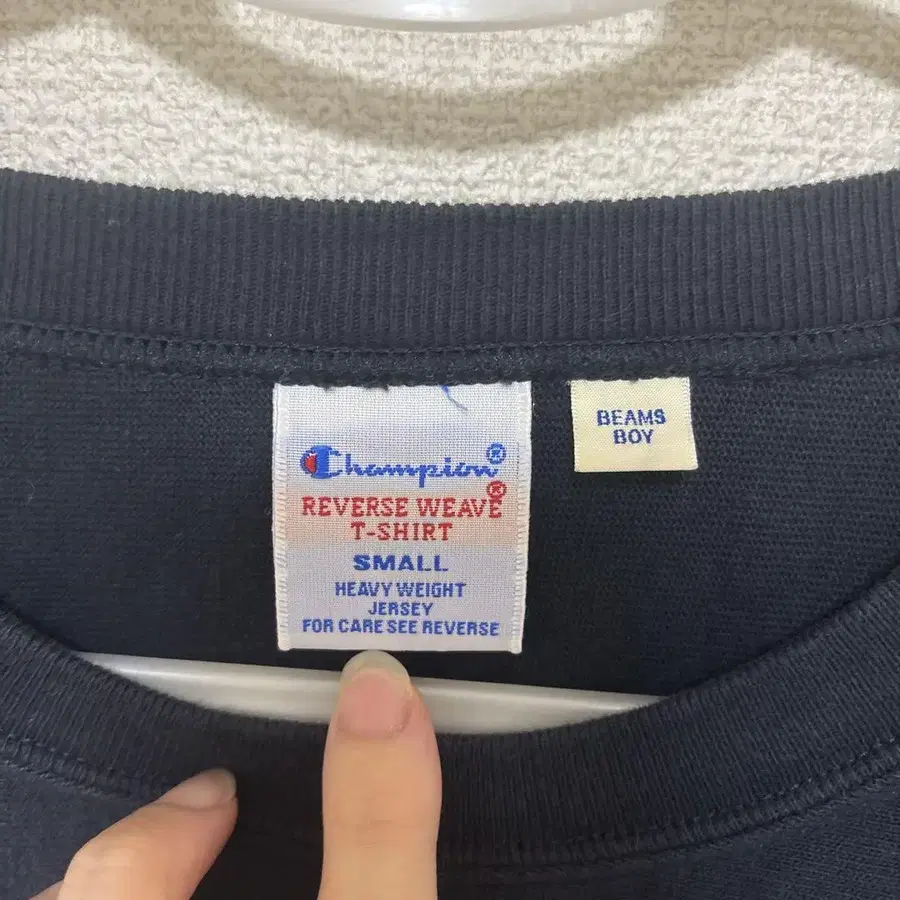 Champion®
REVERSE WEAVE®
T-SHIRT
SMALL
HEAVY WEIGHT
JERSEY
FOR CARE SEE REVERSE
BEAMS
BOY